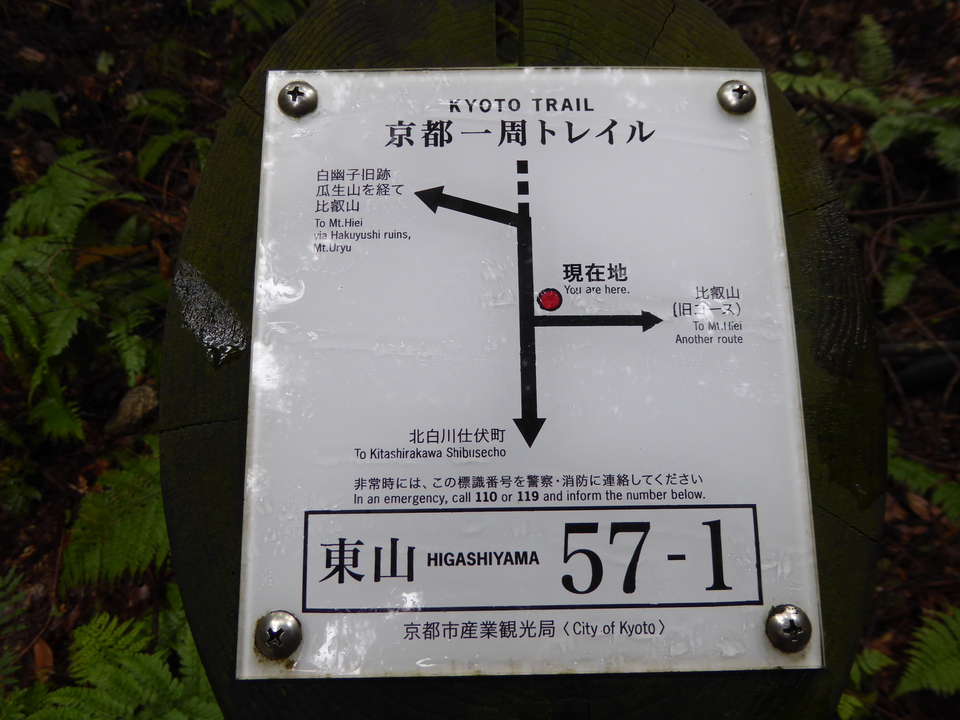 KYOTO TRAIL
京都一周トレイル
白幽子旧跡
瓜生山を経て
比叡山
To Mt.Hiei
via Hakuyushi ruins,
Mt.Uryu
現在地
You are here.
比叡山
(旧コース)
To Mt.Hiei
Another route
北白川仕伏町
To Kitashirakawa Shibusecho
非常時には、この標識番号を警察・消防に連絡してください
In an emergency, call 110 or 119 and inform the number below.
東山 HIGASHIYAMA 57-1
京都市産業観光局〈City of Kyoto〉